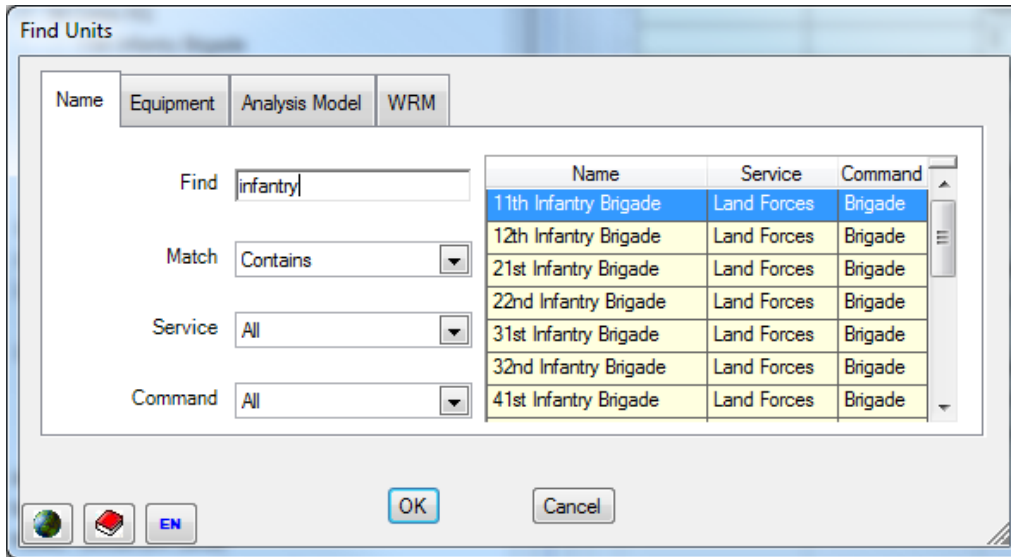 Find Units
Name Equipment Analysis Model WRM
Find infantry
Match Contains
Service All
Command All
Name Service Command
11th Infantry Brigade Land Forces Brigade
12th Infantry Brigade Land Forces Brigade
21st Infantry Brigade Land Forces Brigade
22nd Infantry Brigade Land Forces Brigade
31st Infantry Brigade Land Forces Brigade
32nd Infantry Brigade Land Forces Brigade
41st Infantry Brigade Land Forces Brigade
OK Cancel
EN